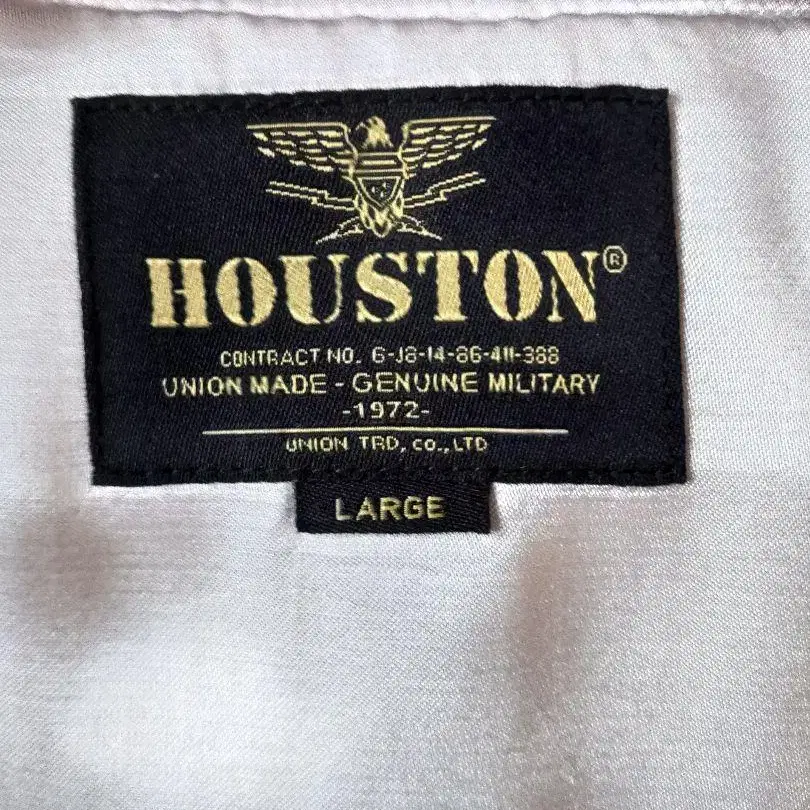 HOUSTON®
CONTRACT NO. 6-J8-14-86-411-388
UNION MADE - GENUINE MILITARY
-1972-
UNION TRD, CO., LTD
LARGE